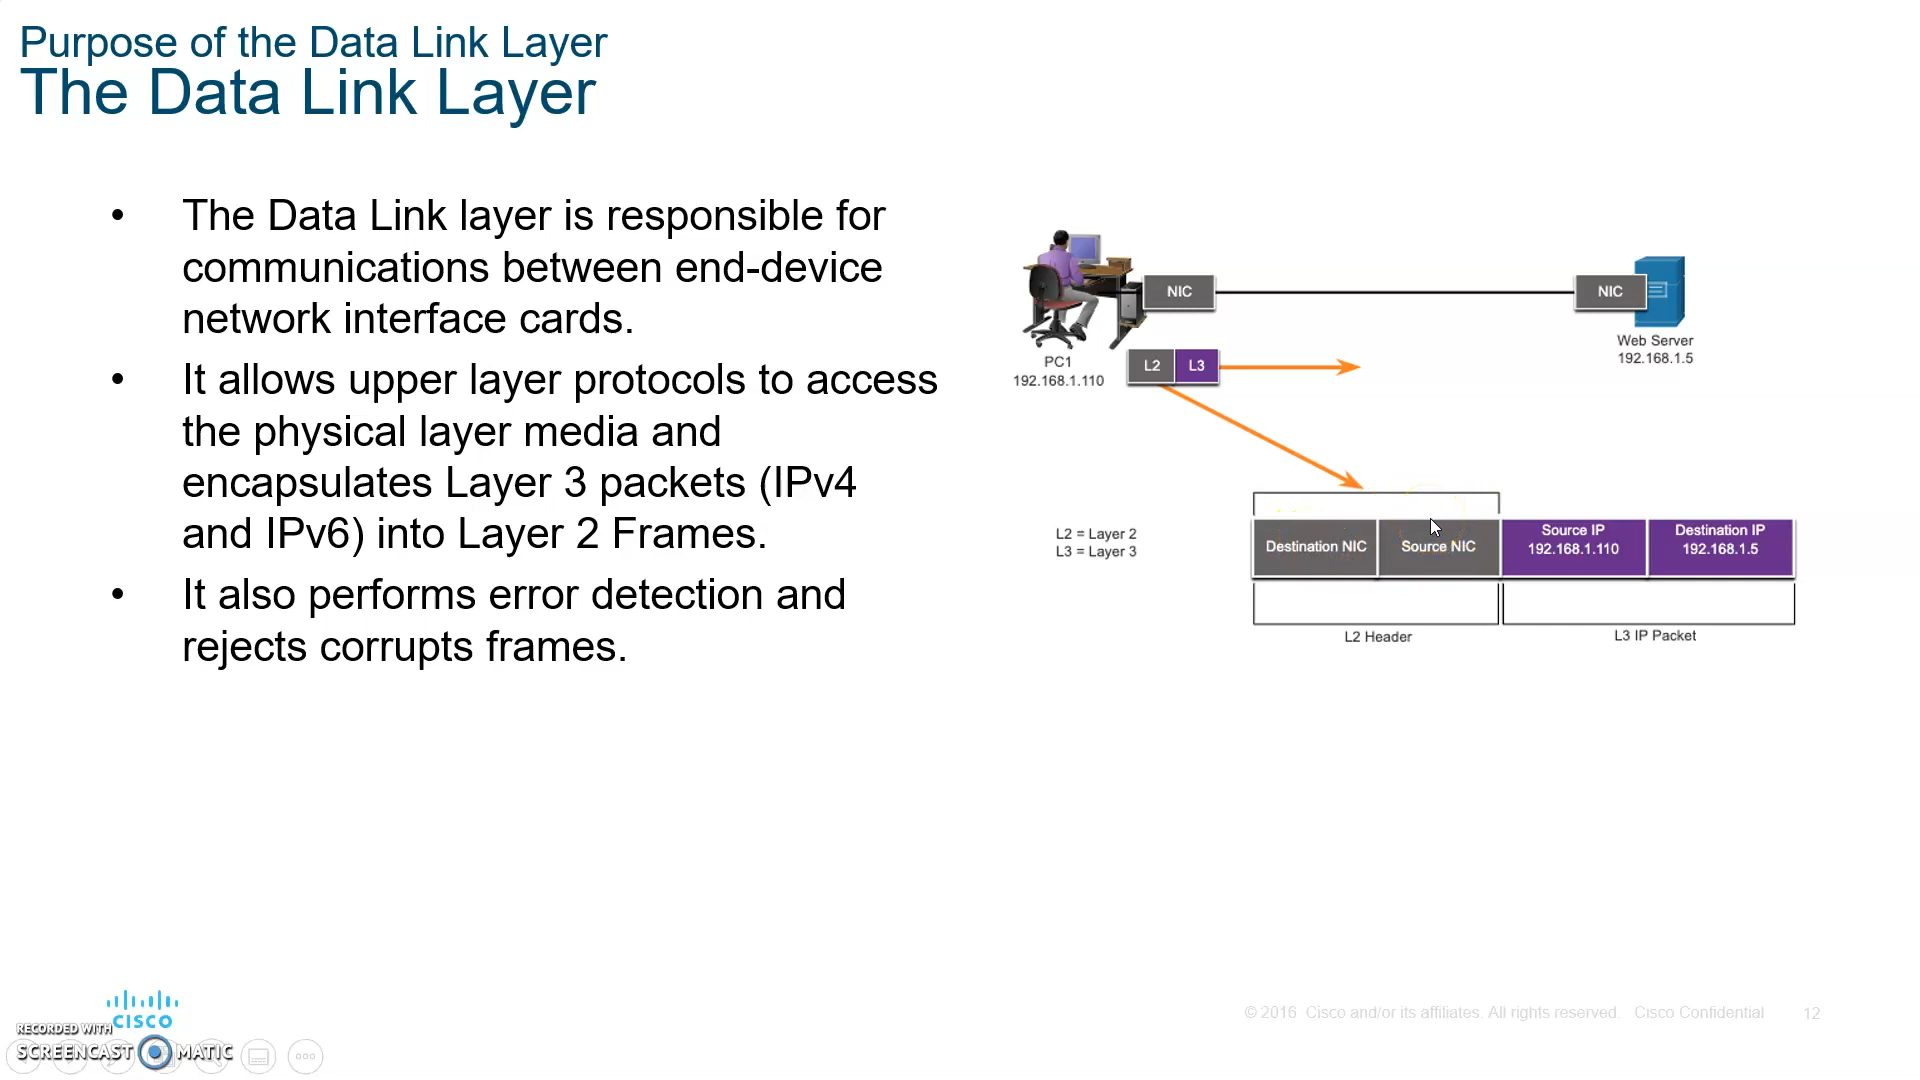 Purpose of the Data Link Layer
The Data Link Layer
• The Data Link layer is responsible for
communications between end-device
network interface cards.
• It allows upper layer protocols to access
the physical layer media and
encapsulates Layer 3 packets (IPv4
and IPv6) into Layer 2 Frames.
• It also performs error detection and
rejects corrupts frames.
NIC
NIC
PC1
192.168.1.110
L2 L3
Web Server
192.168.1.5
L2 = Layer 2
L3 = Layer 3
Destination NIC
Source NIC
Source IP
192.168.1.110
Destination IP
192.168.1.5
L2 Header
L3 IP Packet
CISCO
© 2016 Cisco and/or its affiliates. All rights reserved. Cisco Confidential 12
RECORDED WITH
SCREENCAST MATIC